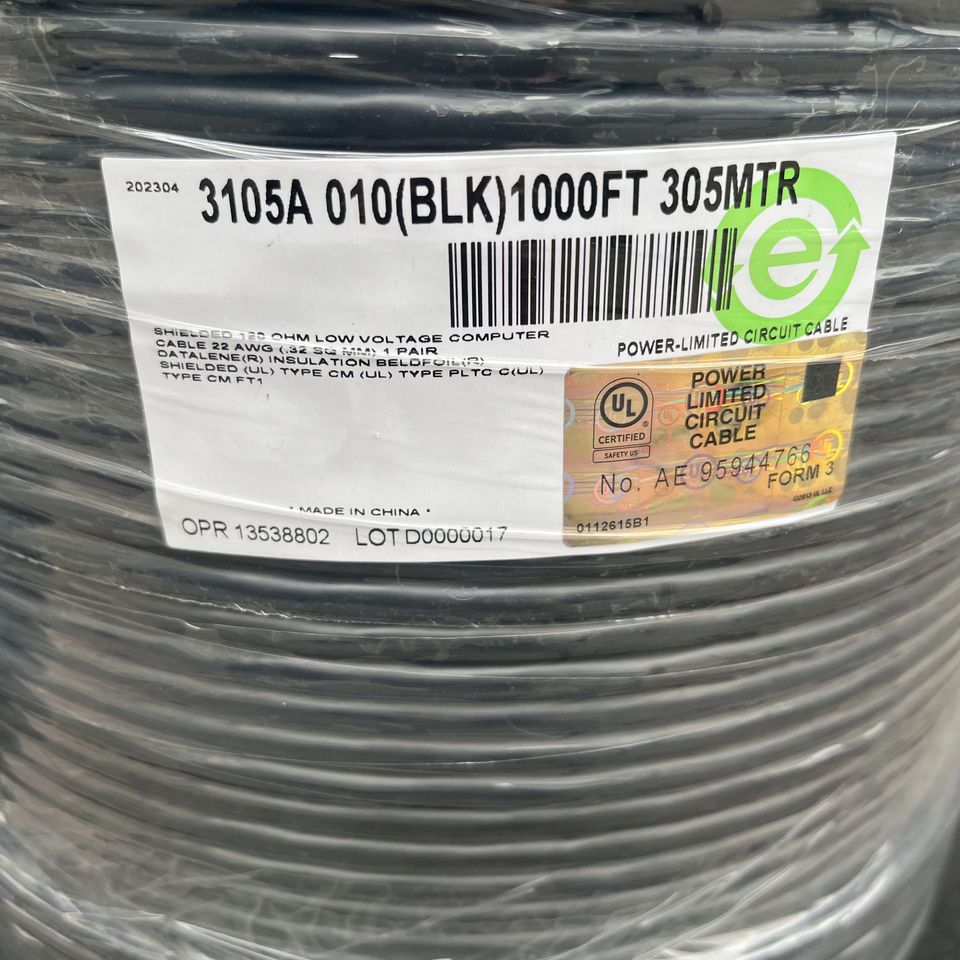 202304
3105A 010(BLK)1000FT 305MTR
e
SHIELDED 120 OHM LOW VOLTAGE COMPUTER
CABLE 22 AWG (.32 SQ MM) 1 PAIR
DATALENE(R) INSULATION BELDFOIL(R)
SHIELDED (UL) TYPE CM (UL) TYPE PLTC C(UL)
TYPE CM FT1
POWER-LIMITED CIRCUIT CABLE
UL
CERTIFIED
SAFETY US
POWER
LIMITED
CIRCUIT
CABLE
No. AE 95944766
FORM 3
©2013 UL LLC
0112615B1
* MADE IN CHINA *
OPR 13538802 LOT D0000017